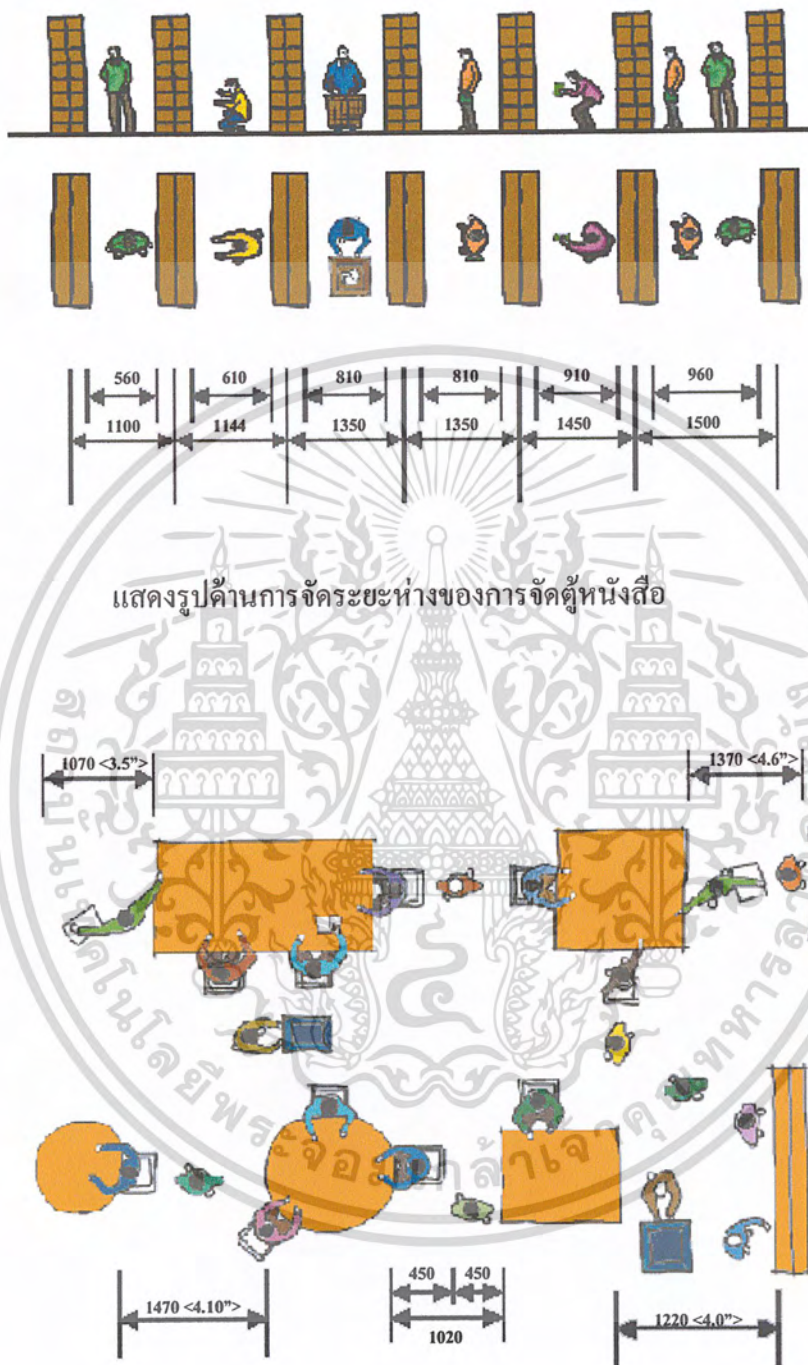 560 610 810 810 910 960
1100 1144 1350 1350 1450 1500
แสดงรูปด้านการจัดระยะห่างของการจัดตู้หนังสือ
1070 <3.5”> 1370 <4.6”>
450 450
1470 <4.10”> 1020 1220 <4.0”>